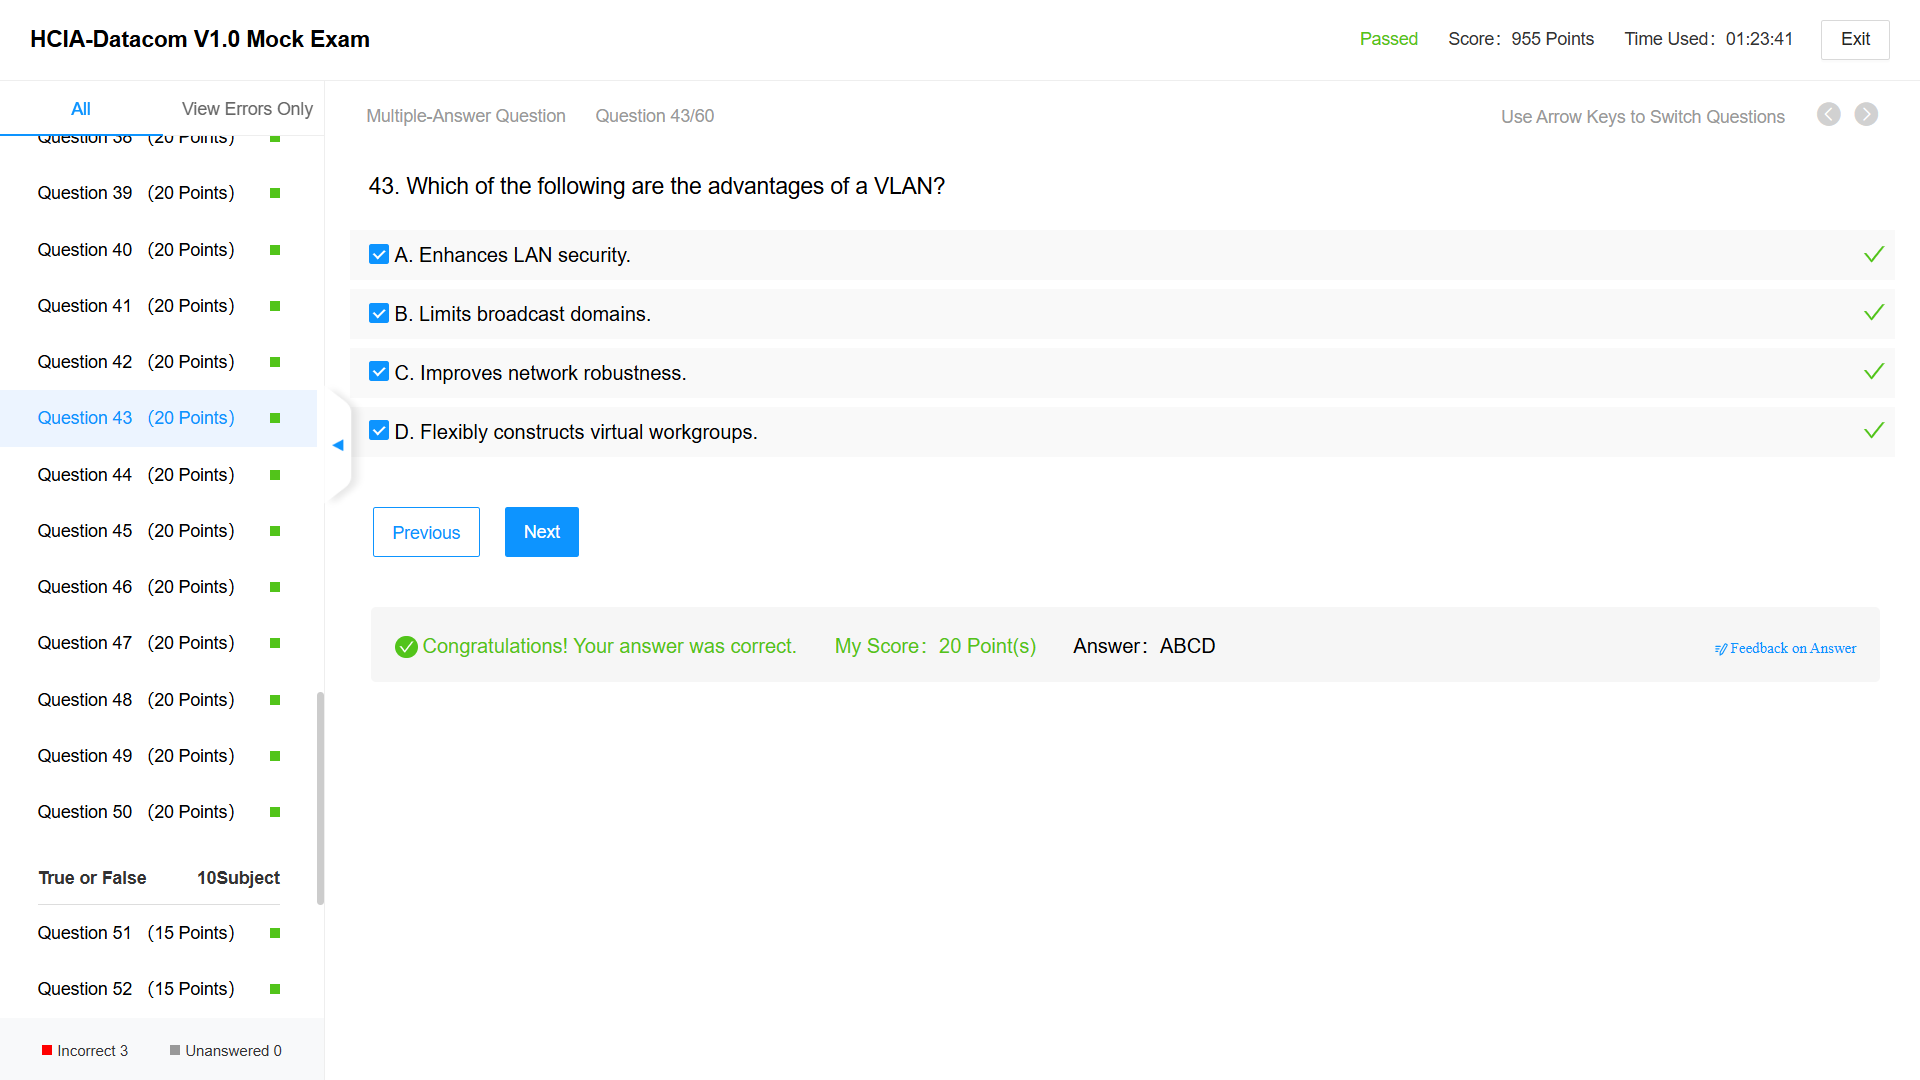 HCIA-Datacom V1.0 Mock Exam
Passed Score：955 Points Time Used：01:23:41 Exit
All View Errors Only
Multiple-Answer Question Question 43/60 Use Arrow Keys to Switch Questions
Question 38 (20 Points)
Question 39 (20 Points)
Question 40 (20 Points)
Question 41 (20 Points)
Question 42 (20 Points)
Question 43 (20 Points)
Question 44 (20 Points)
Question 45 (20 Points)
Question 46 (20 Points)
Question 47 (20 Points)
Question 48 (20 Points)
Question 49 (20 Points)
Question 50 (20 Points)
True or False 10Subject
Question 51 (15 Points)
Question 52 (15 Points)
Incorrect 3 Unanswered 0
43. Which of the following are the advantages of a VLAN?
A. Enhances LAN security.
B. Limits broadcast domains.
C. Improves network robustness.
D. Flexibly constructs virtual workgroups.
Previous Next
Congratulations! Your answer was correct. My Score：20 Point(s) Answer：ABCD Feedback on Answer